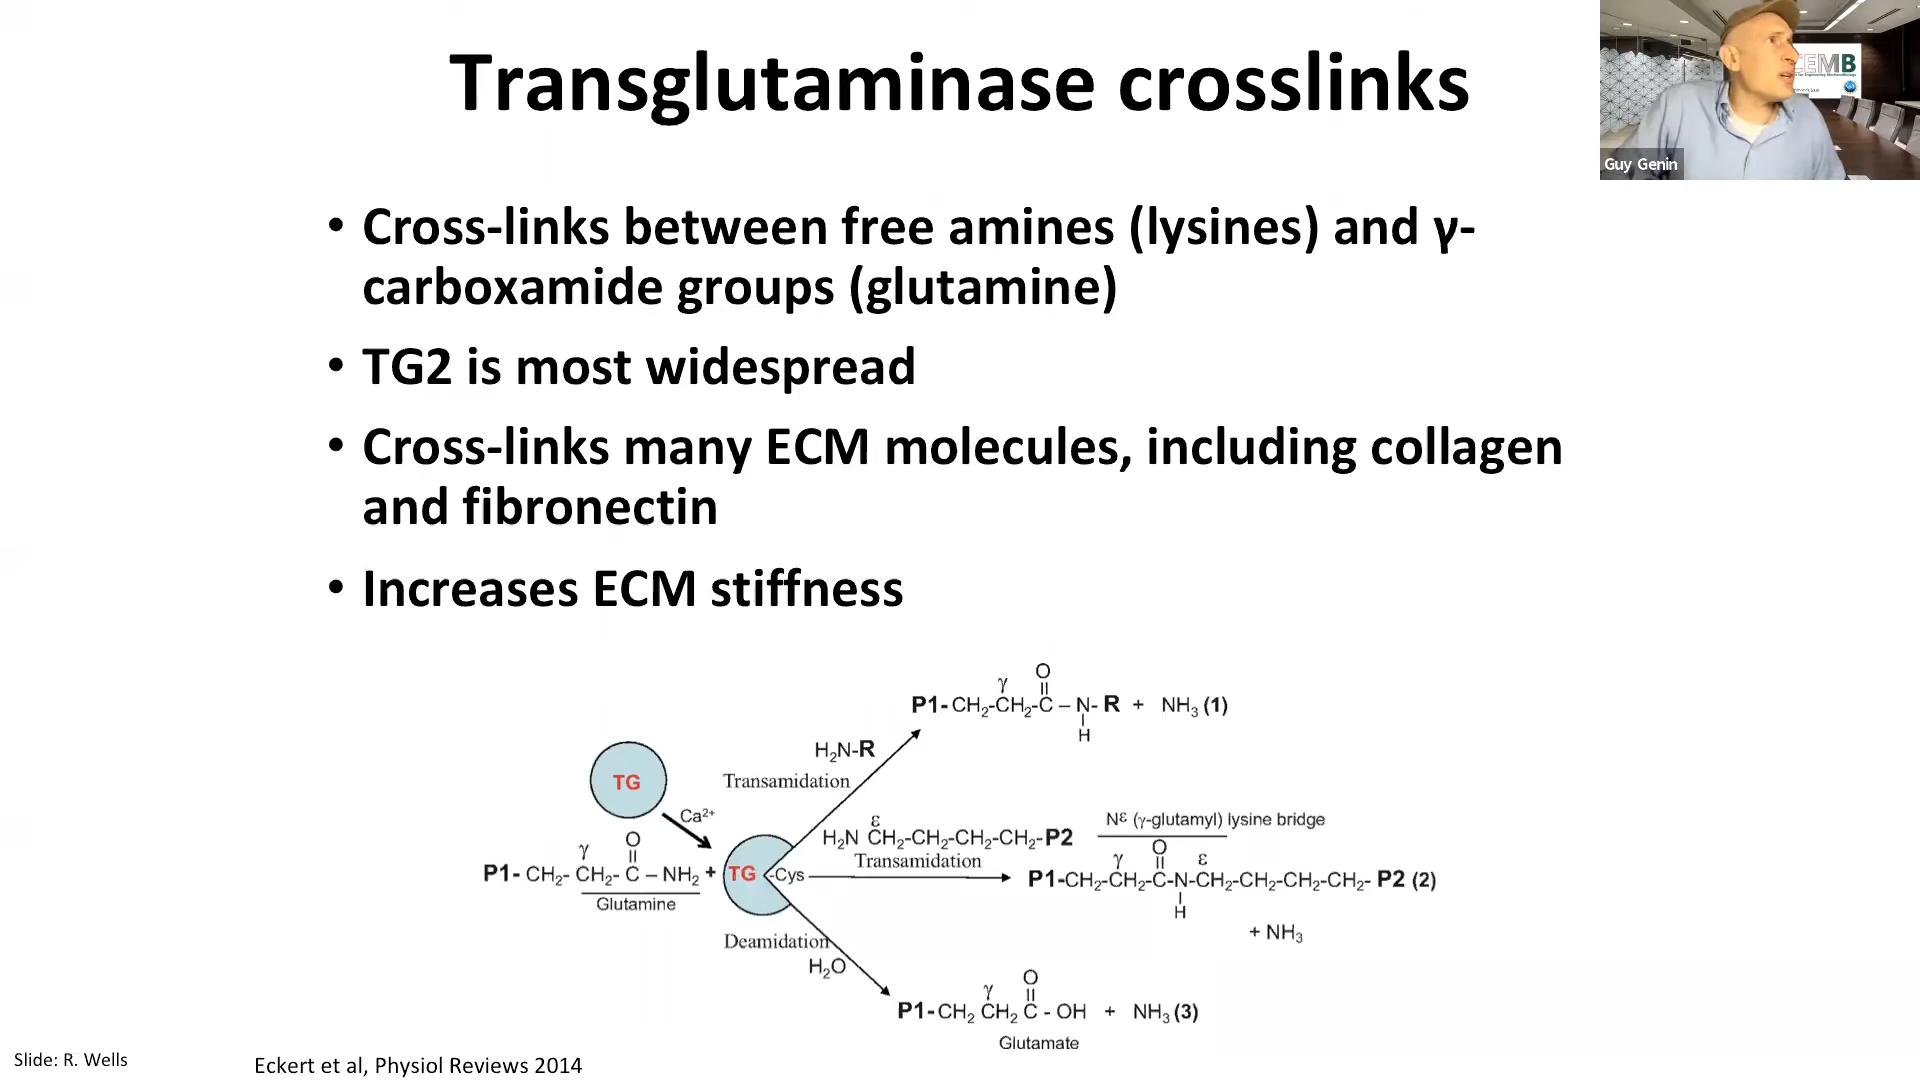 Transglutaminase crosslinks
EMB
Guy Genin
• Cross-links between free amines (lysines) and γ-
carboxamide groups (glutamine)
• TG2 is most widespread
• Cross-links many ECM molecules, including collagen
and fibronectin
• Increases ECM stiffness
O
γ ||
P1-CH₂-CH₂-C – N- R + NH₃ (1)
H
H₂N-R
TG
Transamidation
Ca²⁺
ε
Nᵋ (γ-glutamyl) lysine bridge
H₂N CH₂-CH₂-CH₂-CH₂-P2
Transamidation
O
γ || ε
P1-CH₂-CH₂-C-N-CH₂-CH₂-CH₂-CH₂- P2 (2)
H
+ NH₃
O
γ ||
P1- CH₂- CH₂- C – NH₂ + TG -Cys
Glutamine
Deamidation
H₂O
O
γ ||
P1-CH₂ CH₂ C - OH + NH₃ (3)
Glutamate
Slide: R. Wells
Eckert et al, Physiol Reviews 2014